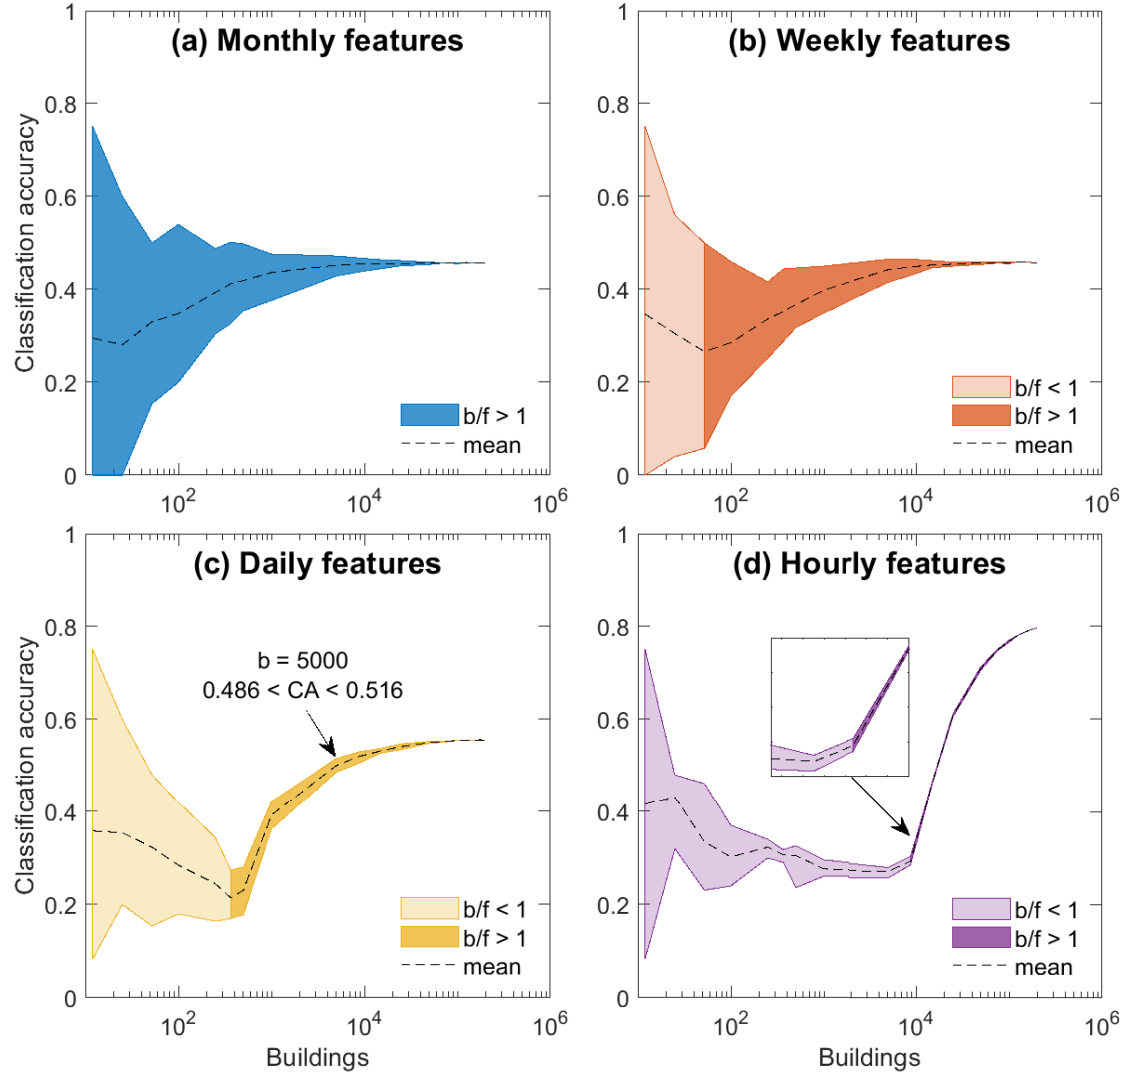 (a) Monthly features
Classification accuracy
1
0.8
0.6
0.4
0.2
0
10^2
10^4
10^6
b/f > 1
mean
(b) Weekly features
1
0.8
0.6
0.4
0.2
0
10^2
10^4
10^6
b/f < 1
b/f > 1
mean
(c) Daily features
Classification accuracy
1
0.8
0.6
0.4
0.2
0
b = 5000
0.486 < CA < 0.516
b/f < 1
b/f > 1
mean
10^2
10^4
10^6
Buildings
(d) Hourly features
1
0.8
0.6
0.4
0.2
0
b/f < 1
b/f > 1
mean
10^2
10^4
10^6
Buildings